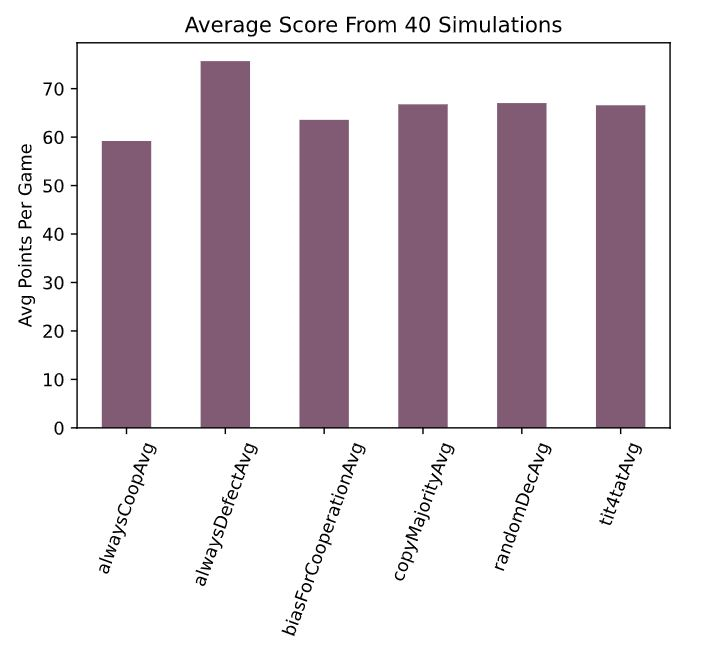 Average Score From 40 Simulations
Avg Points Per Game
70
60
50
40
30
20
10
0
alwaysCoopAvg
alwaysDefectAvg
biasForCooperationAvg
copyMajorityAvg
randomDecAvg
tit4tatAvg